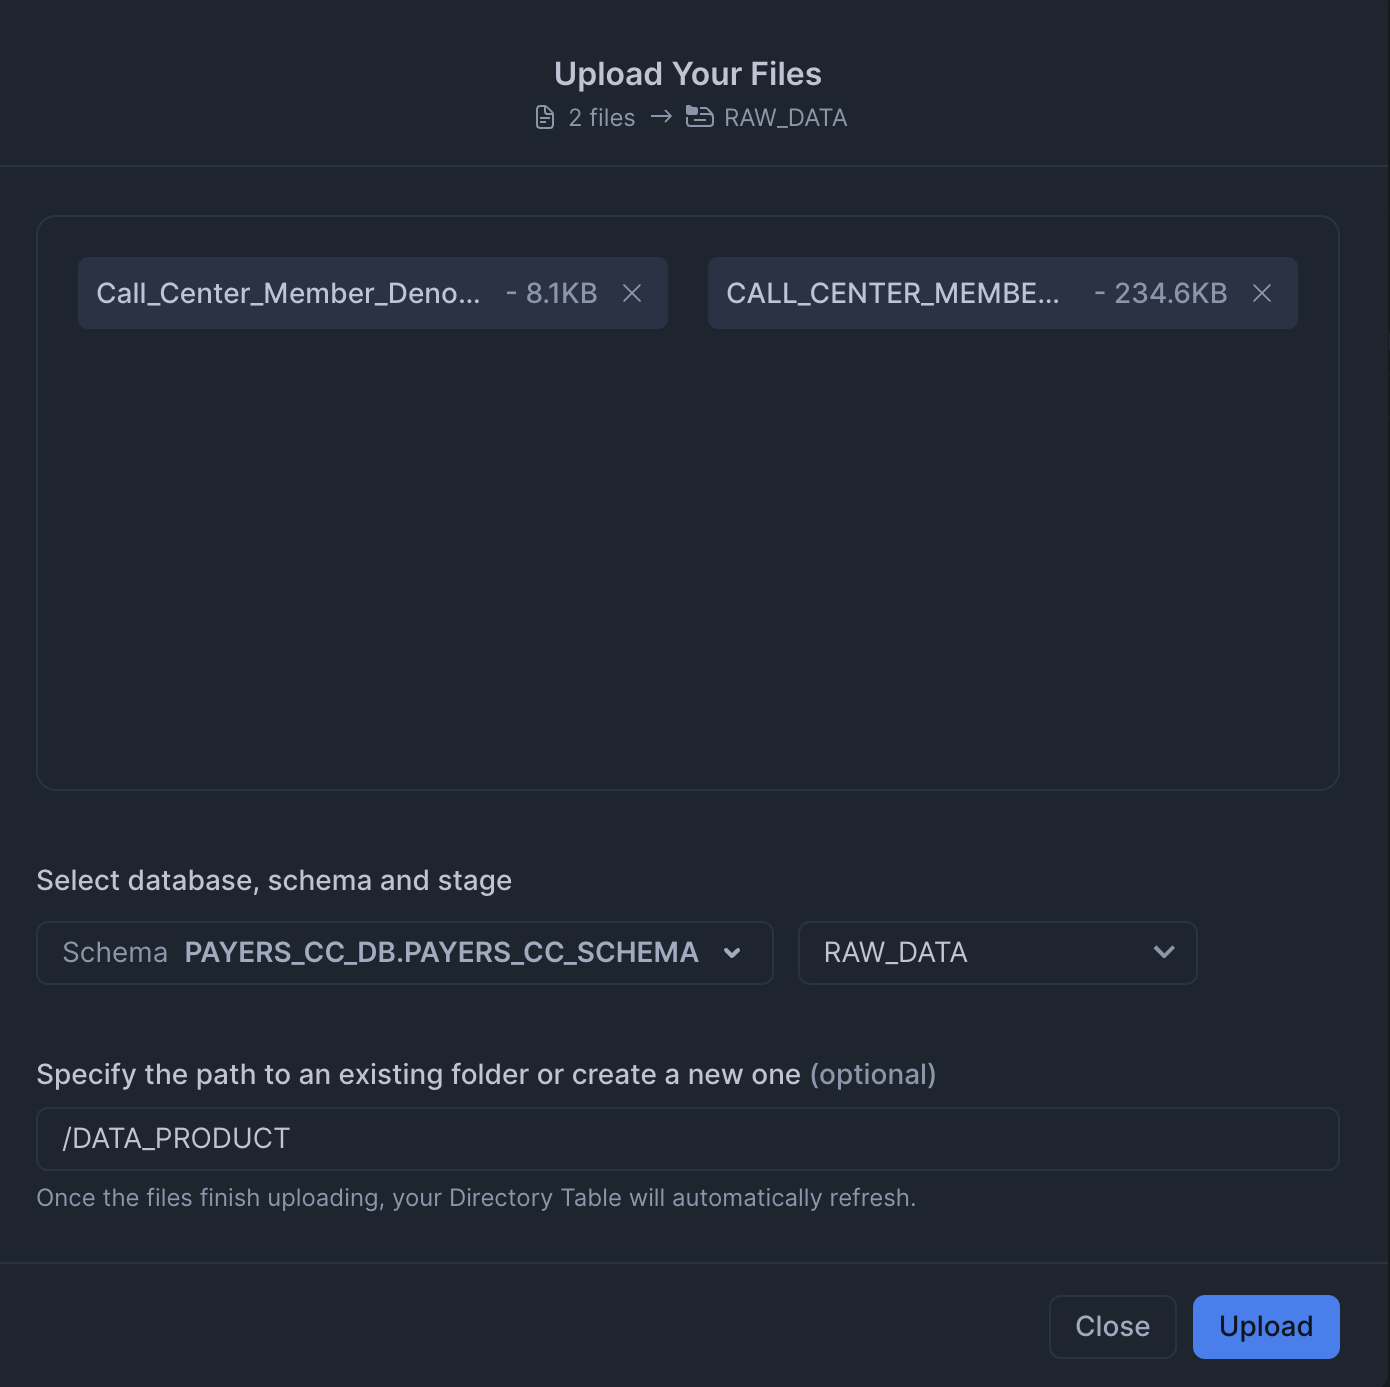 Upload Your Files
2 files → RAW_DATA
Call_Center_Member_Deno... - 8.1KB
CALL_CENTER_MEMBE... - 234.6KB
Select database, schema and stage
Schema PAYERS_CC_DB.PAYERS_CC_SCHEMA
RAW_DATA
Specify the path to an existing folder or create a new one (optional)
/DATA_PRODUCT
Once the files finish uploading, your Directory Table will automatically refresh.
Close
Upload